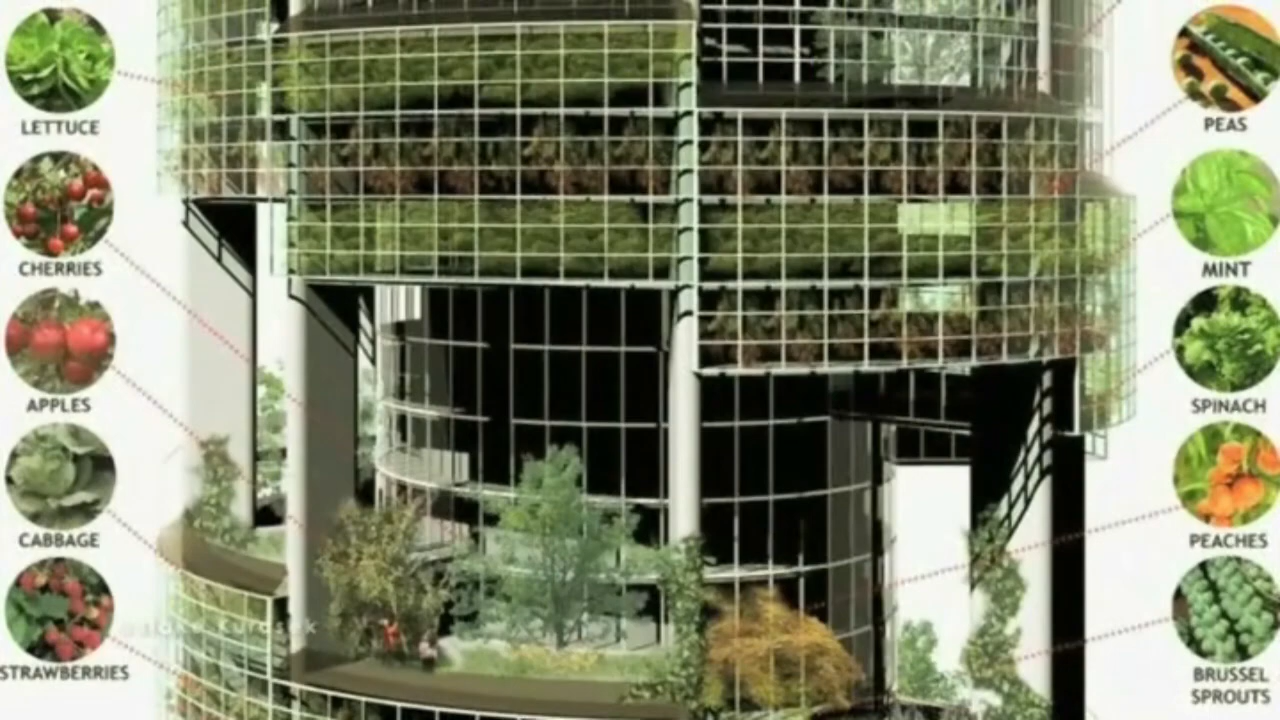 LETTUCE
CHERRIES
APPLES
CABBAGE
STRAWBERRIES
PEAS
MINT
SPINACH
PEACHES
BRUSSEL
SPROUTS